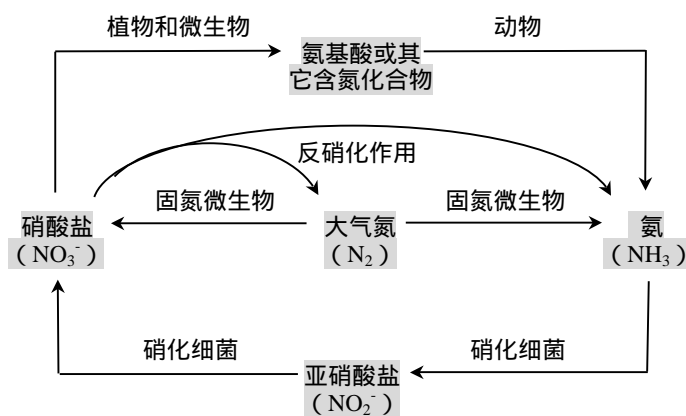 植物和微生物
动物
氨基酸或其
它含氮化合物
反硝化作用
固氮微生物
固氮微生物
硝酸盐
（NO₃⁻）
大气氮
（N₂）
氨
（NH₃）
硝化细菌
硝化细菌
亚硝酸盐
（NO₂⁻）